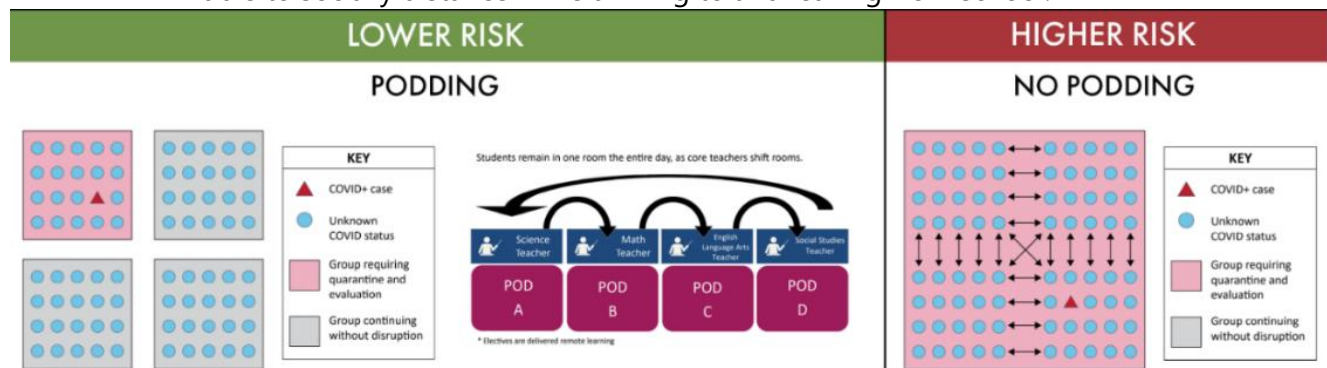 LOWER RISK
HIGHER RISK
PODDING
NO PODDING
KEY
COVID+ case
Unknown
COVID status
Group requiring
quarantine and
evaluation
Group continuing
without disruption
Students remain in one room the entire day, as core teachers shift rooms.
Science
Teacher
Math
Teacher
English
Language Arts
Teacher
Social Studies
Teacher
POD
A
POD
B
POD
C
POD
D
* Electives are delivered remote learning
KEY
COVID+ case
Unknown
COVID status
Group requiring
quarantine and
evaluation
Group continuing
without disruption